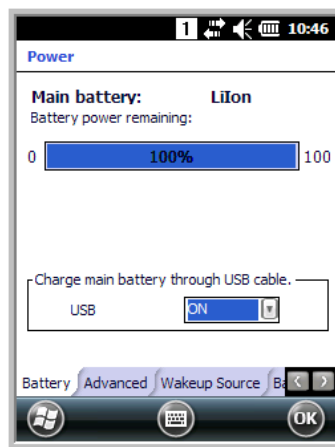 1 10:46
Power
Main battery: LiIon
Battery power remaining:
0 100% 100
Charge main battery through USB cable.
USB ON
Battery Advanced Wakeup Source Ba
OK